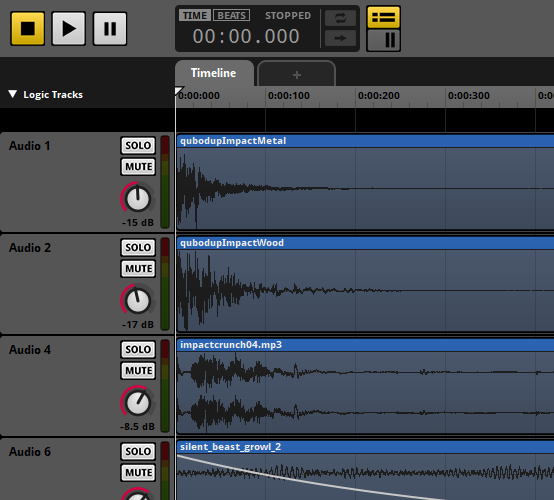 TIME BEATS STOPPED
00:00.000
Timeline +
Logic Tracks
0:00:000 0:00:100 0:00:200 0:00:300
Audio 1 SOLO qubodupImpactMetal
MUTE
-15 dB
Audio 2 SOLO qubodupImpactWood
MUTE
-17 dB
Audio 4 SOLO impactcrunch04.mp3
MUTE
-8.5 dB
Audio 6 SOLO silent_beast_growl_2
MUTE